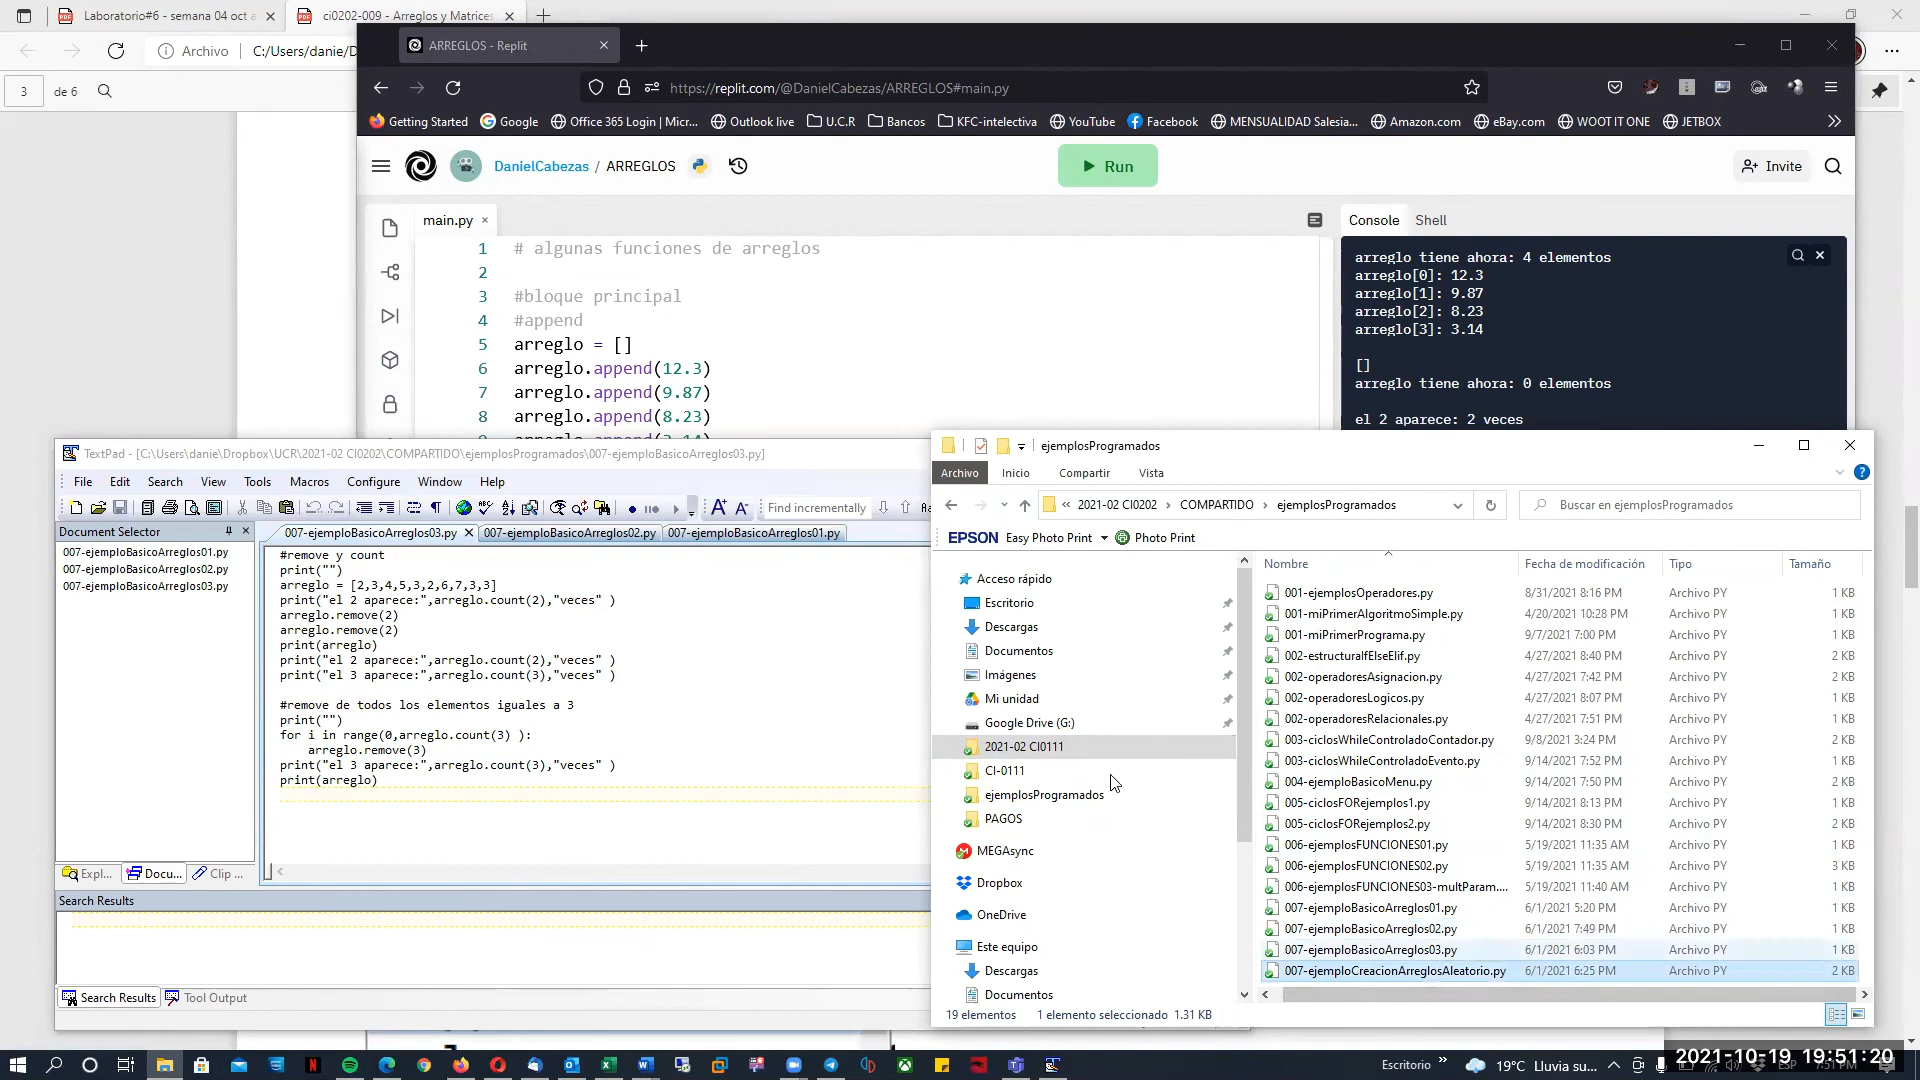 Laboratorio#6 - semana 04 oct a
ci0202-009 - Arreglos y Matrices
Archivo
C:/Users/danie/D
3
de 6
ARREGLOS - Replit
https://replit.com/@DanielCabezas/ARREGLOS#main.py
Getting Started
Google
Office 365 Login | Micr...
Outlook live
U.C.R
Bancos
KFC-intelectiva
YouTube
Facebook
MENSUALIDAD Salesia...
Amazon.com
eBay.com
WOOT IT ONE
JETBOX
DanielCabezas / ARREGLOS
Run
Invite
main.py
1 # algunas funciones de arreglos
2
3 #bloque principal
4 #append
5 arreglo = []
6 arreglo.append(12.3)
7 arreglo.append(9.87)
8 arreglo.append(8.23)
Console
Shell
arreglo tiene ahora: 4 elementos
arreglo[0]: 12.3
arreglo[1]: 9.87
arreglo[2]: 8.23
arreglo[3]: 3.14
[]
arreglo tiene ahora: 0 elementos
el 2 aparece: 2 veces
TextPad - [C:\Users\danie\Dropbox\UCR\2021-02 CI0202\COMPARTIDO\ejemplosProgramados\007-ejemploBasicoArreglos03.py]
File
Edit
Search
View
Tools
Macros
Configure
Window
Help
Find incrementally
Document Selector
007-ejemploBasicoArreglos01.py
007-ejemploBasicoArreglos02.py
007-ejemploBasicoArreglos03.py
007-ejemploBasicoArreglos03.py
007-ejemploBasicoArreglos02.py
007-ejemploBasicoArreglos01.py
#remove y count
print("")
arreglo = [2,3,4,5,3,2,6,7,3,3]
print("el 2 aparece:",arreglo.count(2),"veces" )
arreglo.remove(2)
arreglo.remove(2)
print(arreglo)
print("el 2 aparece:",arreglo.count(2),"veces" )
print("el 3 aparece:",arreglo.count(3),"veces" )
#remove de todos los elementos iguales a 3
print("")
for i in range(0,arreglo.count(3) ):
arreglo.remove(3)
print("el 3 aparece:",arreglo.count(3),"veces" )
print(arreglo)
Expl...
Docu...
Clip ...
Search Results
Search Results
Tool Output
ejemplosProgramados
Archivo
Inicio
Compartir
Vista
« 2021-02 CI0202 › COMPARTIDO › ejemplosProgramados
Buscar en ejemplosProgramados
EPSON Easy Photo Print
Photo Print
Acceso rápido
Escritorio
Descargas
Documentos
Imágenes
Mi unidad
Google Drive (G:)
2021-02 CI0111
CI-0111
ejemplosProgramados
PAGOS
MEGAsync
Dropbox
OneDrive
Este equipo
Descargas
Documentos
Nombre Fecha de modificación Tipo Tamaño
001-ejemplosOperadores.py 8/31/2021 8:16 PM Archivo PY 1 KB
001-miPrimerAlgoritmoSimple.py 4/20/2021 10:28 PM Archivo PY 1 KB
001-miPrimerPrograma.py 9/7/2021 7:00 PM Archivo PY 1 KB
002-estructuraIfElseElif.py 4/27/2021 8:40 PM Archivo PY 2 KB
002-operadoresAsignacion.py 4/27/2021 7:42 PM Archivo PY 1 KB
002-operadoresLogicos.py 4/27/2021 8:07 PM Archivo PY 1 KB
002-operadoresRelacionales.py 4/27/2021 7:51 PM Archivo PY 1 KB
003-ciclosWhileControladoContador.py 9/8/2021 3:24 PM Archivo PY 1 KB
003-ciclosWhileControladoEvento.py 9/14/2021 7:52 PM Archivo PY 1 KB
004-ejemploBasicoMenu.py 9/14/2021 7:50 PM Archivo PY 2 KB
005-ciclosFORejemplos1.py 9/14/2021 8:13 PM Archivo PY 1 KB
005-ciclosFORejemplos2.py 9/14/2021 8:30 PM Archivo PY 2 KB
006-ejemplosFUNCIONES01.py 5/19/2021 11:35 AM Archivo PY 1 KB
006-ejemplosFUNCIONES02.py 5/19/2021 11:35 AM Archivo PY 3 KB
006-ejemplosFUNCIONES03-multParam.... 5/19/2021 11:40 AM Archivo PY 1 KB
007-ejemploBasicoArreglos01.py 6/1/2021 5:20 PM Archivo PY 1 KB
007-ejemploBasicoArreglos02.py 6/1/2021 7:49 PM Archivo PY 1 KB
007-ejemploBasicoArreglos03.py 6/1/2021 6:03 PM Archivo PY 1 KB
007-ejemploCreacionArreglosAleatorio.py 6/1/2021 6:25 PM Archivo PY 2 KB
19 elementos
1 elemento seleccionado 1.31 KB
Escritorio
19°C Lluvia su...
2021-10-19 19:51:20